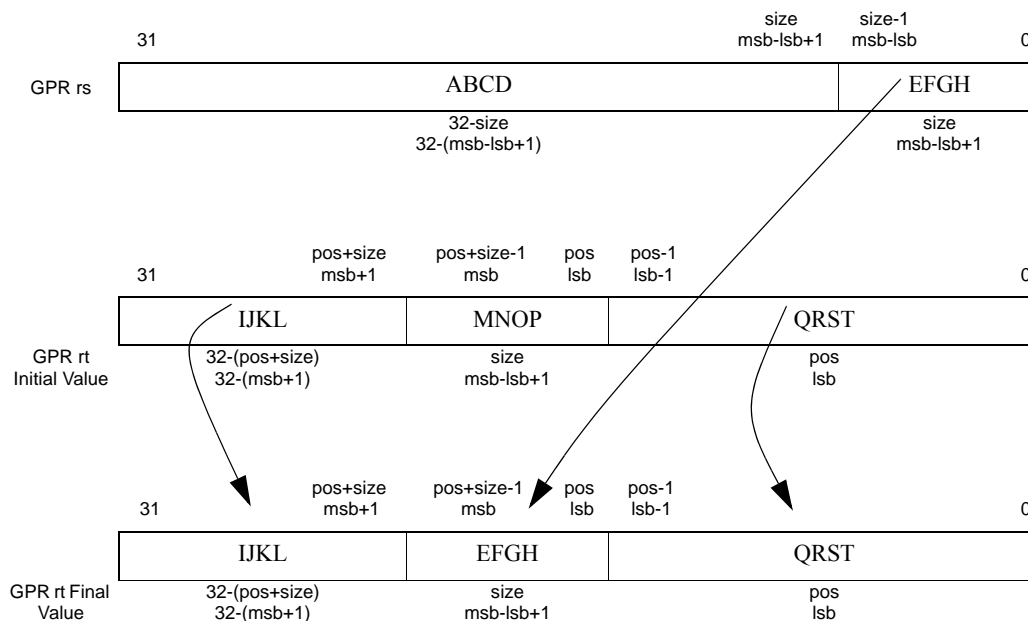 31 size size-1 0
msb-lsb+1 msb-lsb
GPR rs ABCD EFGH
32-size size
32-(msb-lsb+1) msb-lsb+1
31 pos+size pos+size-1 pos pos-1 0
msb+1 msb lsb lsb-1
IJKL MNOP QRST
GPR rt 32-(pos+size) size pos
Initial Value 32-(msb+1) msb-lsb+1 lsb
31 pos+size pos+size-1 pos pos-1 0
msb+1 msb lsb lsb-1
IJKL EFGH QRST
GPR rt Final 32-(pos+size) size pos
Value 32-(msb+1) msb-lsb+1 lsb